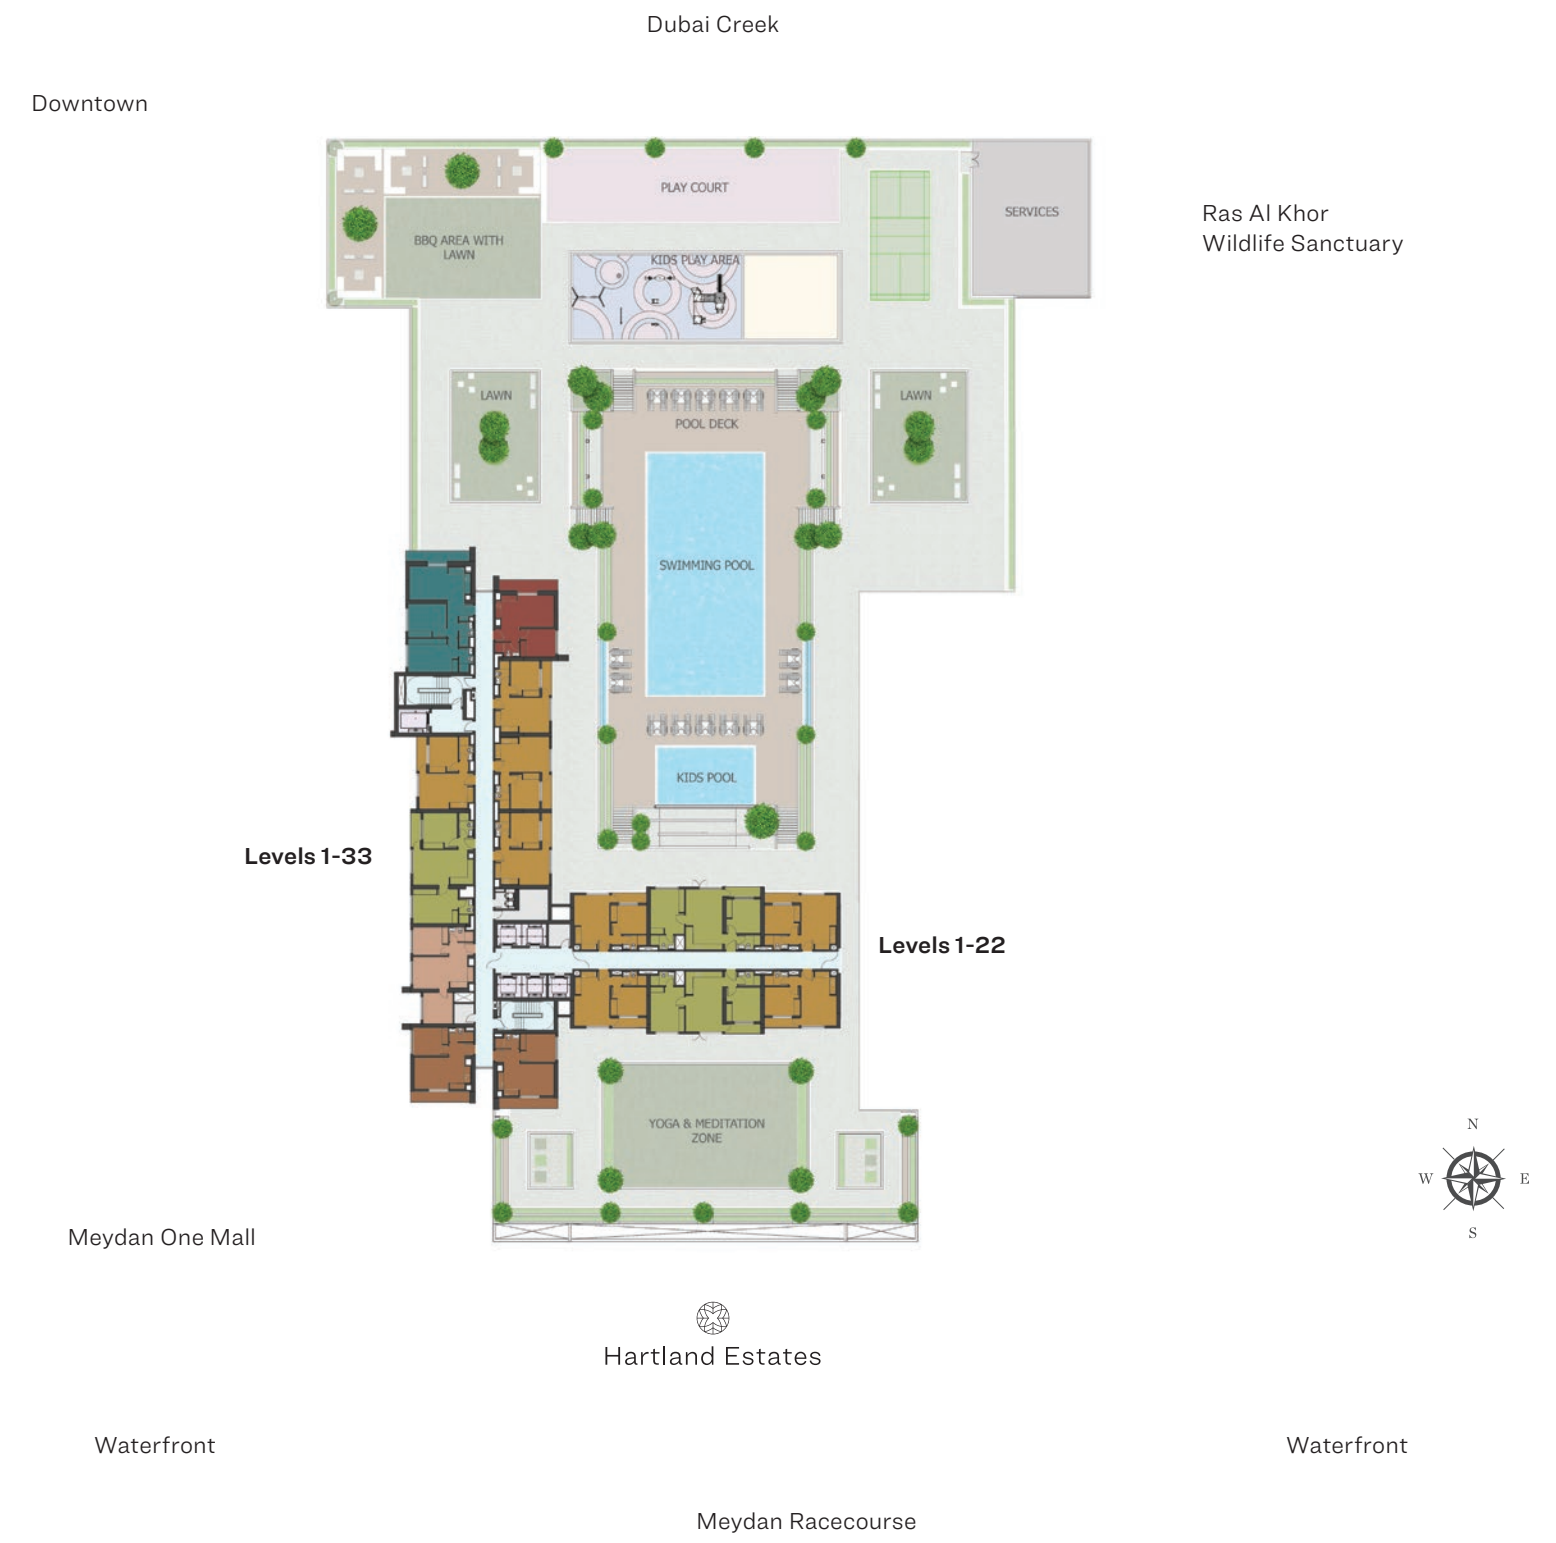 Dubai Creek
Downtown
PLAY COURT
SERVICES
Ras Al Khor
Wildlife Sanctuary
BBQ AREA WITH
LAWN
KIDS PLAY AREA
LAWN
LAWN
POOL DECK
SWIMMING POOL
KIDS POOL
Levels 1-33
Levels 1-22
YOGA & MEDITATION
ZONE
N
W
E
S
Meydan One Mall
Hartland Estates
Waterfront
Waterfront
Meydan Racecourse